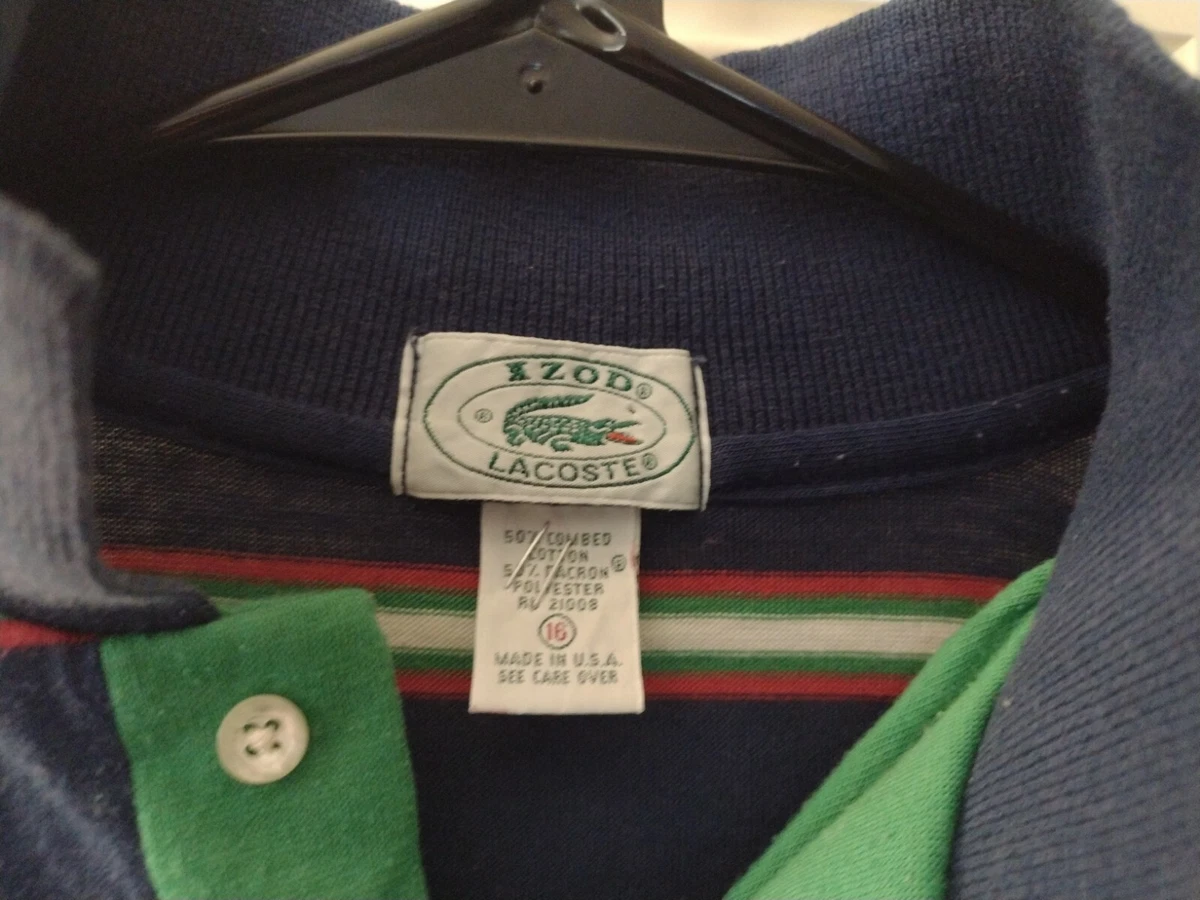 IZOD®
®
LACOSTE®
50% COMBED
COTTON
50% DACRON®
POLYESTER
RN 21008
16
MADE IN U.S.A.
SEE CARE OVER